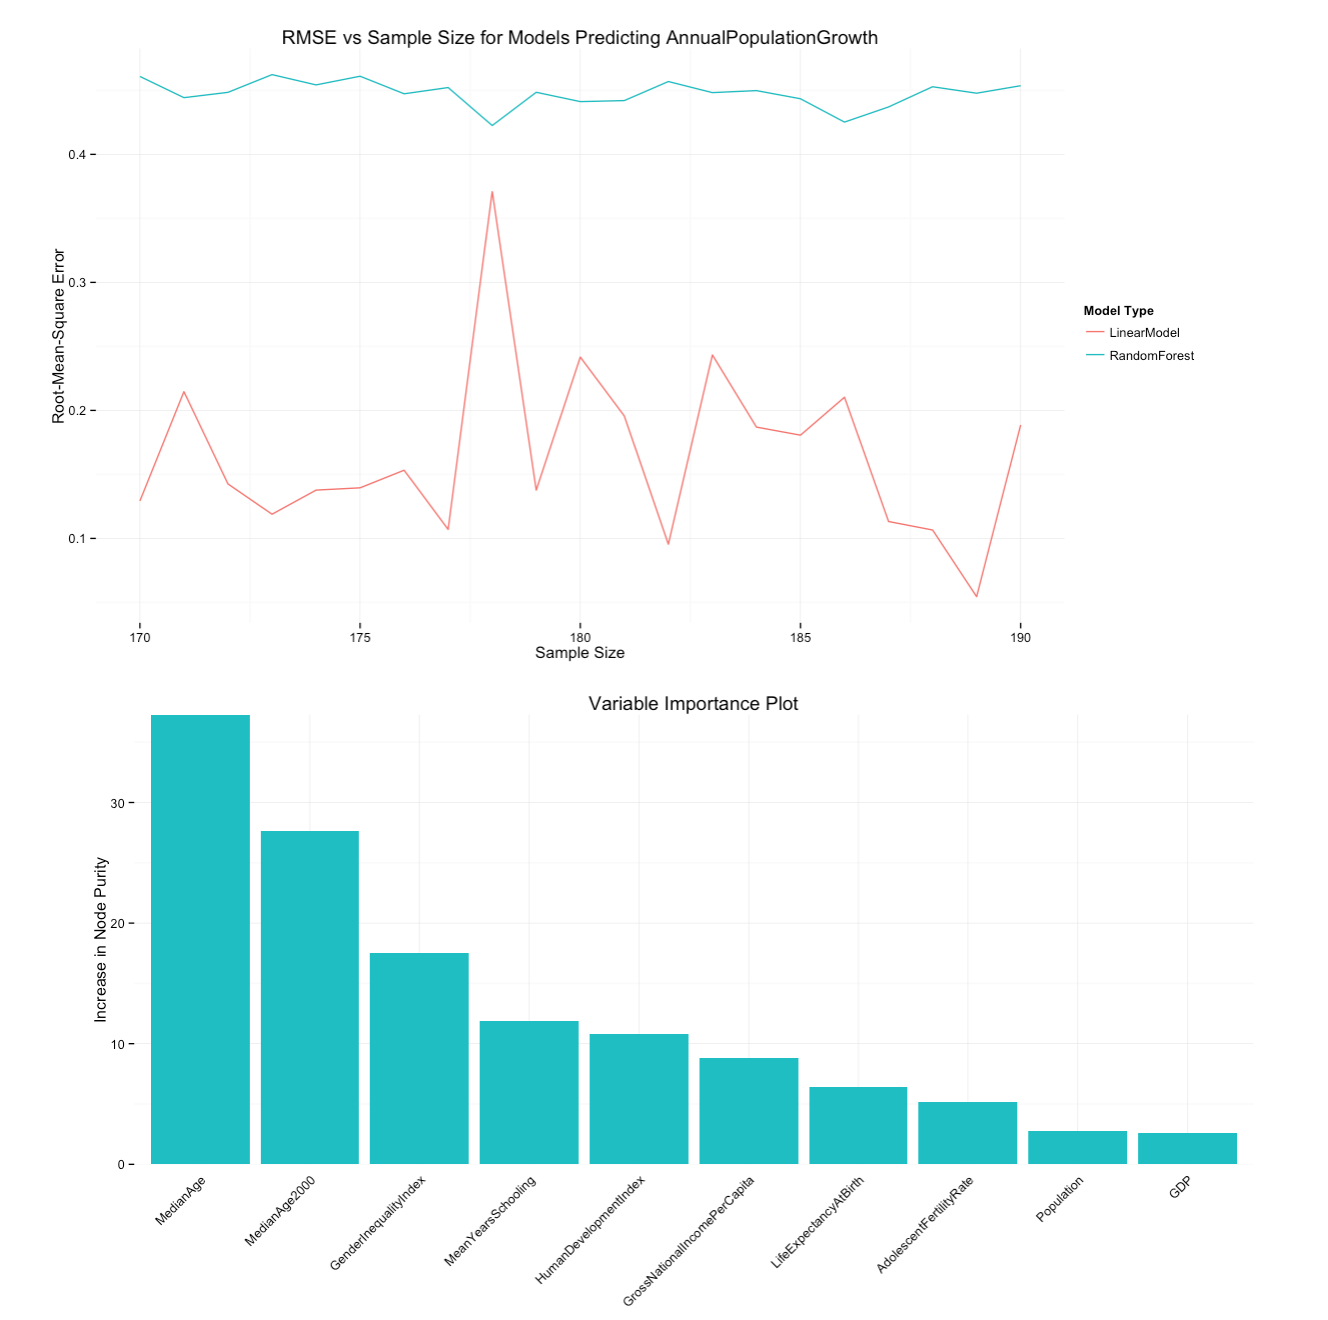 RMSE vs Sample Size for Models Predicting AnnualPopulationGrowth
Root-Mean-Square Error
0.4
0.3
0.2
0.1
170 175 180 185 190
Sample Size
Model Type
LinearModel
RandomForest
Variable Importance Plot
Increase in Node Purity
30
20
10
0
MedianAge
MedianAge2000
GenderInequalityIndex
MeanYearsSchooling
HumanDevelopmentIndex
GrossNationalIncomePerCapita
LifeExpectancyAtBirth
AdolescentFertilityRate
Population
GDP